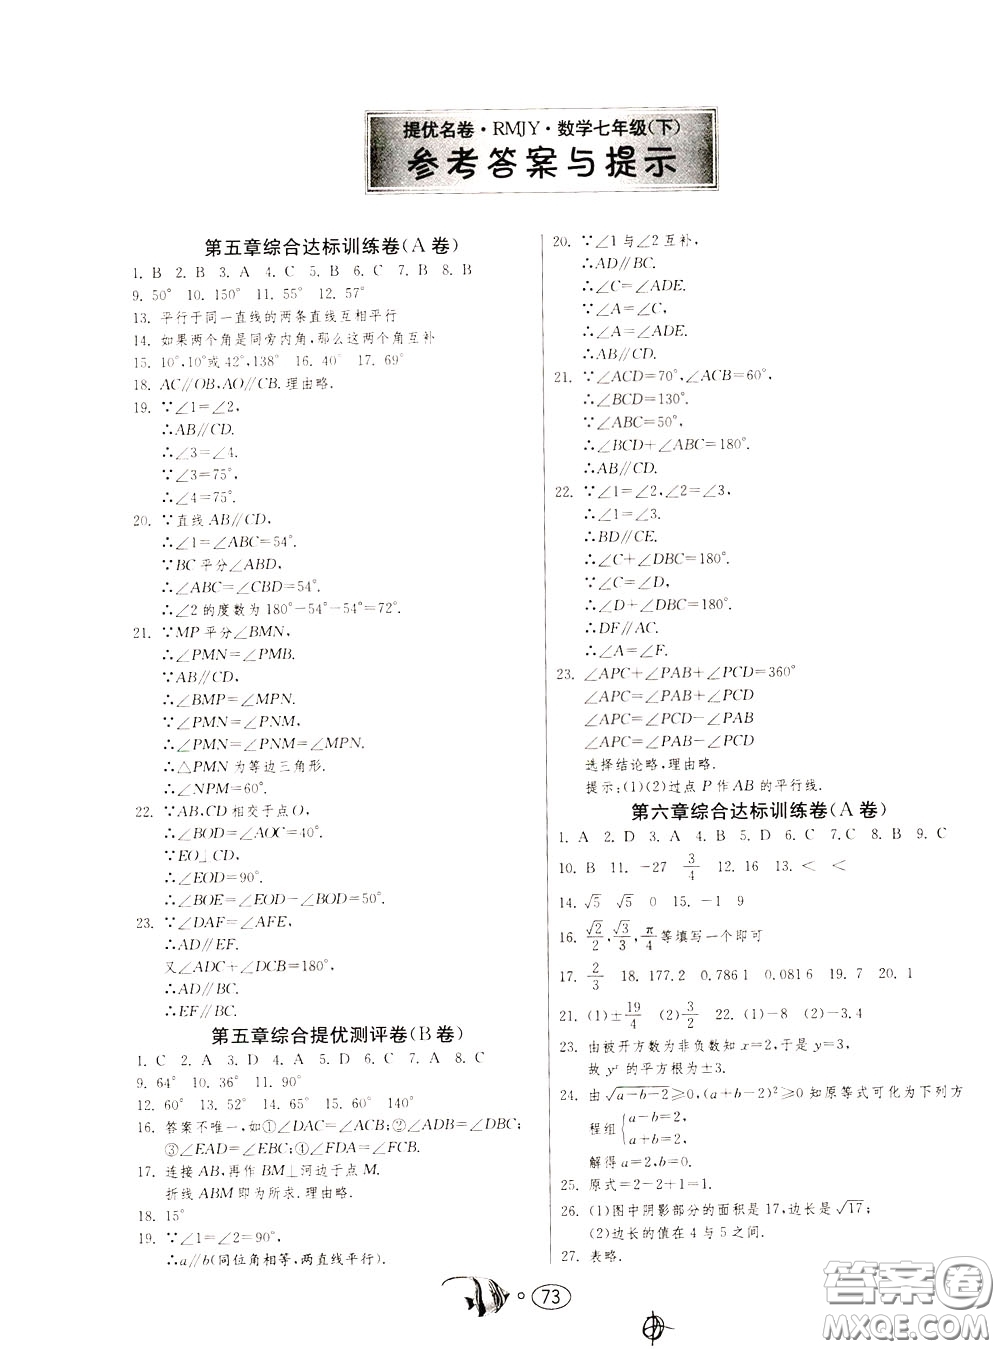 提优名卷·RMJY·数学七年级(下)
参考答案与提示
第五章综合达标训练卷(A卷)
1. B 2. B 3. A 4. C 5. B 6. C 7. B 8. B
9. 50° 10. 150° 11. 55° 12. 57°
13. 平行于同一直线的两条直线互相平行
14. 如果两个角是同旁内角,那么这两个角互补
15. 10°,10°或42°,138° 16. 40° 17. 69°
18. AC∥OB,AO∥CB.理由略.
19. ∵∠1=∠2,
∴AB∥CD.
∴∠3=∠4.
∵∠3=75°,
∴∠4=75°.
20. ∵直线AB∥CD,
∴∠1=∠ABC=54°.
∵BC平分∠ABD,
∴∠ABC=∠CBD=54°.
∴∠2的度数为180°-54°-54°=72°.
21. ∵MP平分∠BMN,
∴∠PMN=∠PMB.
∵AB∥CD,
∴∠BMP=∠MPN.
∵∠PMN=∠PNM,
∴∠PMN=∠PNM=∠MPN.
∴△PMN为等边三角形.
∴∠NPM=60°.
22. ∵AB,CD相交于点O,
∴∠BOD=∠AOC=40°.
∵EO⊥CD,
∴∠EOD=90°.
∴∠BOE=∠EOD-∠BOD=50°.
23. ∵∠DAF=∠AFE,
∴AD∥EF.
又∠ADC+∠DCB=180°,
∴AD∥BC.
∴EF∥BC.
第五章综合提优测评卷(B卷)
1. C 2. A 3. D 4. A 5. D 6. C 7. A 8. C
9. 64° 10. 36° 11. 90°
12. 60° 13. 52° 14. 65° 15. 60° 140°
16. 答案不唯一,如①∠DAC=∠ACB;②∠ADB=∠DBC;
③∠EAD=∠EBC;④∠FDA=∠FCB.
17. 连接AB,再作BM⊥河边于点M.
折线ABM即为所求.理由略.
18. 15°
19. ∵∠1=∠2=90°,
∴a∥b(同位角相等,两直线平行).
20. ∵∠1与∠2互补,
∴AD∥BC.
∴∠C=∠ADE.
∵∠A=∠C,
∴∠A=∠ADE.
∴AB∥CD.
21. ∵∠ACD=70°,∠ACB=60°,
∴∠BCD=130°.
∵∠ABC=50°,
∴∠BCD+∠ABC=180°.
∴AB∥CD.
22. ∵∠1=∠2,∠2=∠3,
∴∠1=∠3.
∴BD∥CE.
∴∠C+∠DBC=180°.
∵∠C=∠D,
∴∠D+∠DBC=180°.
∴DF∥AC.
∴∠A=∠F.
23. ∠APC+∠PAB+∠PCD=360°
∠APC=∠PAB+∠PCD
∠APC=∠PCD-∠PAB
∠APC=∠PAB-∠PCD
选择结论略,理由略.
提示:(1)(2)过点P作AB的平行线.
第六章综合达标训练卷(A卷)
1. A 2. D 3. A 4. B 5. D 6. C 7. C 8. B 9. C
10. B 11. -27 3/4 12. 16 13. < <
14. √5 √5 0 15. -1 9
16. √2/2,√3/3,π/4等填写一个即可
17. 2/3 18. 177.2 0.7861 0.0816 19. 7 20. 1
21. (1)±19/4 (2)3/2 22. (1)-8 (2)-3.4
23. 由被开方数为非负数知x=2,于是y=3,
故yˣ的平方根为±3.
24. 由√(a-b-2)≥0,(a+b-2)²≥0知原等式可化为下列方
程组{a-b=2, a+b=2,
解得a=2,b=0.
25. 原式=2-2+1=1.
26. (1)图中阴影部分的面积是17,边长是√17;
(2)边长的值在4与5之间.
27. 表略.
73
答案卷
MXQE.COM